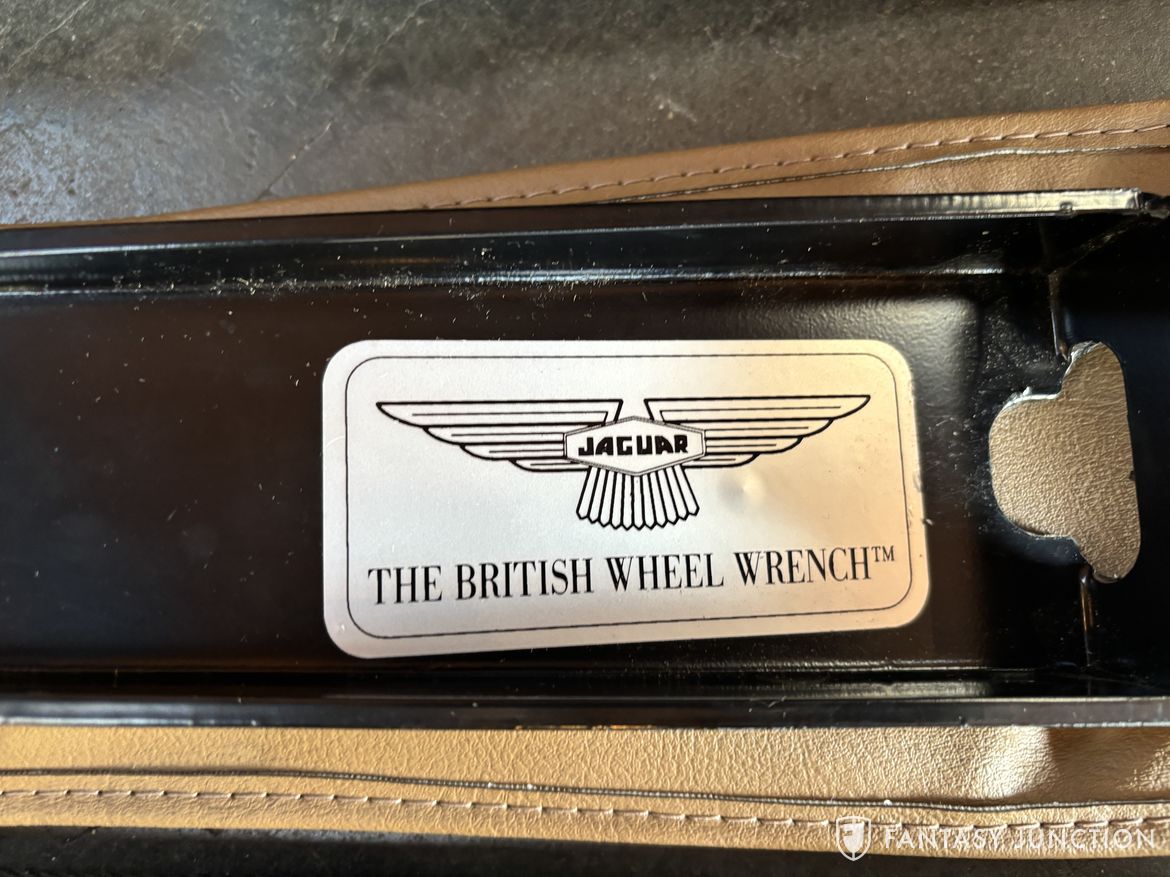 JAGUAR
THE BRITISH WHEEL WRENCH™
FANTASY JUNCTION